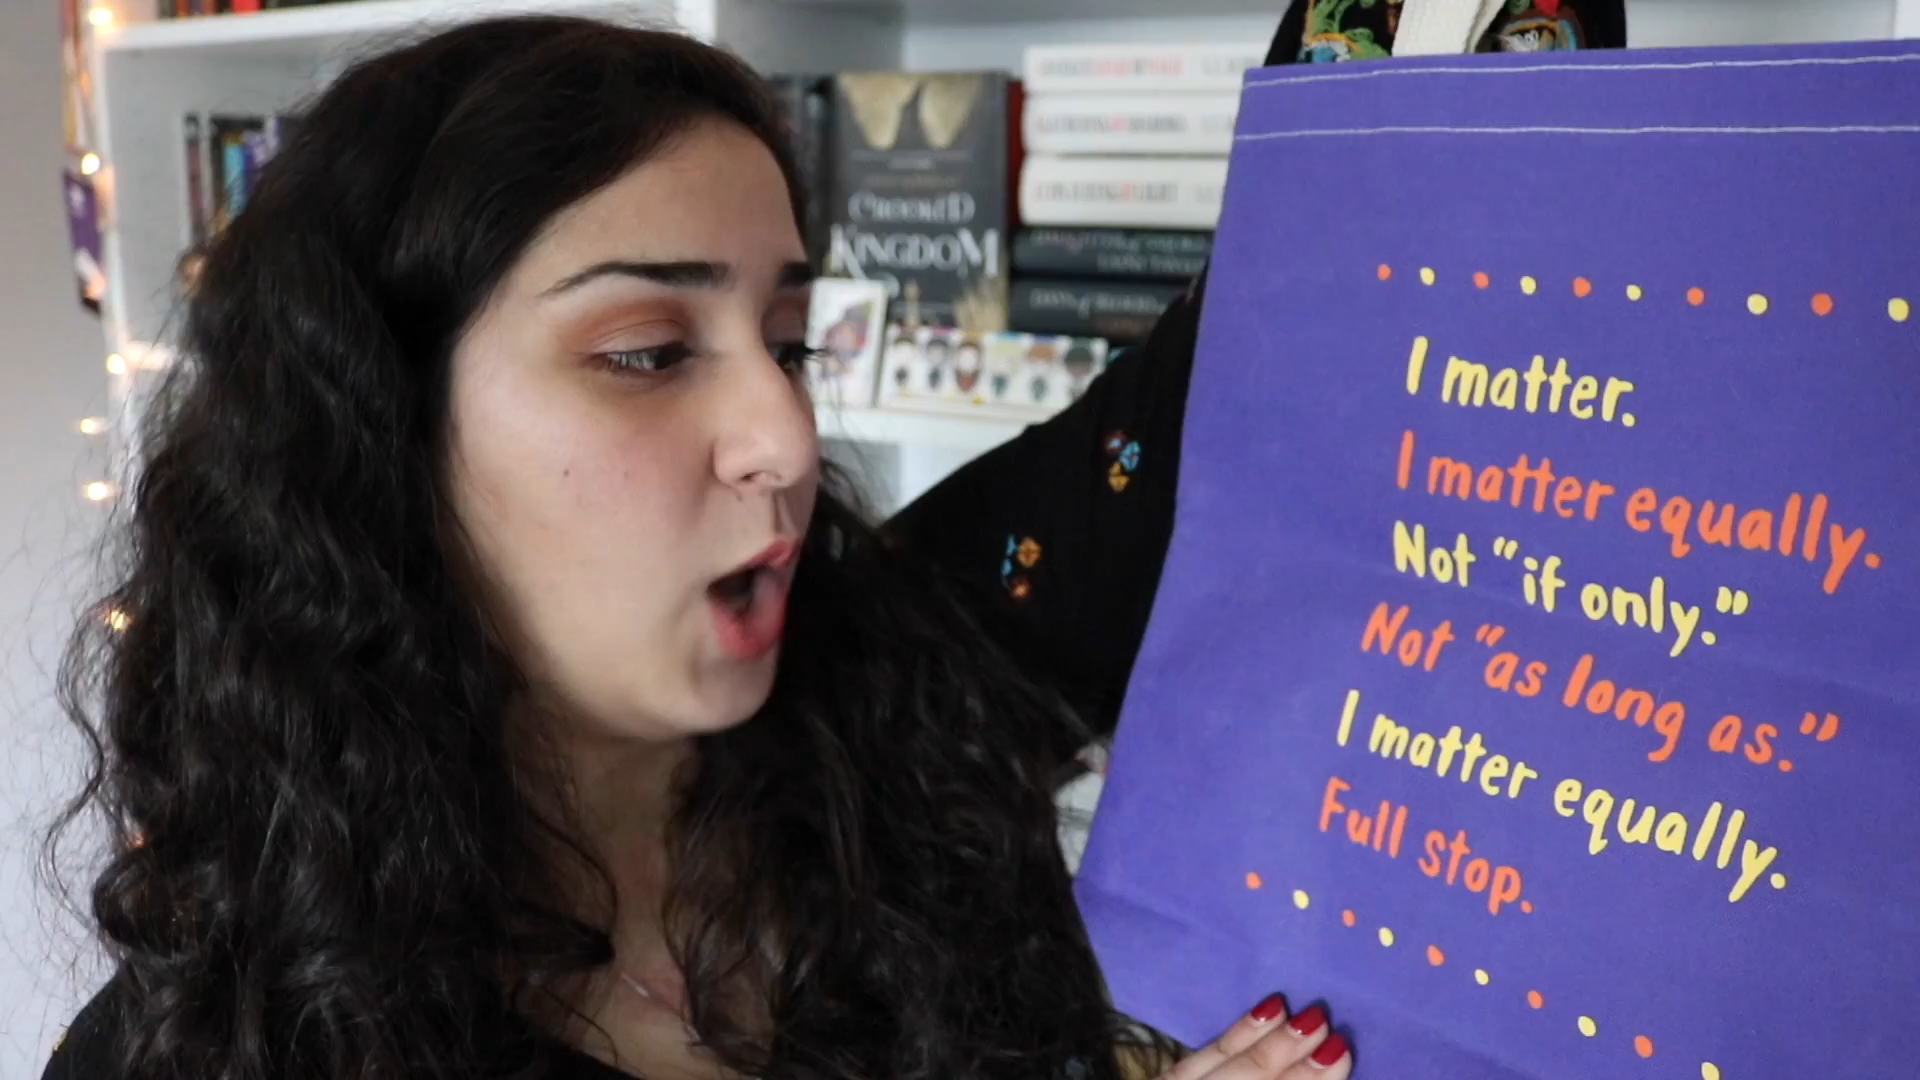 CROOKED
KINGDOM
I matter.
I matter equally.
Not “if only.”
Not “as long as.”
I matter equally.
Full stop.